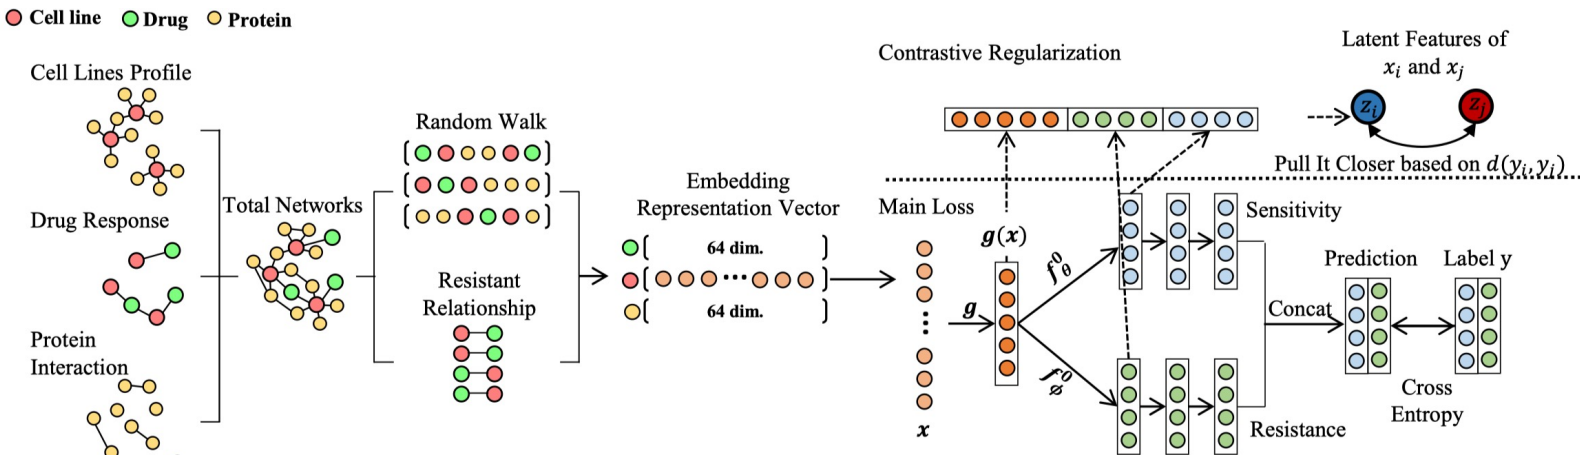 Cell line Drug Protein
Cell Lines Profile
Drug Response
Protein
Interaction
Total Networks
Random Walk
Resistant
Relationship
Embedding
Representation Vector
64 dim.
64 dim.
Contrastive Regularization
Latent Features of
x_i and x_j
z_i z_j
Pull It Closer based on d(y_i, y_i)
Main Loss
x
g
g(x)
f_θ^0
f_ϕ^0
Sensitivity
Resistance
Concat
Prediction
Label y
Cross
Entropy